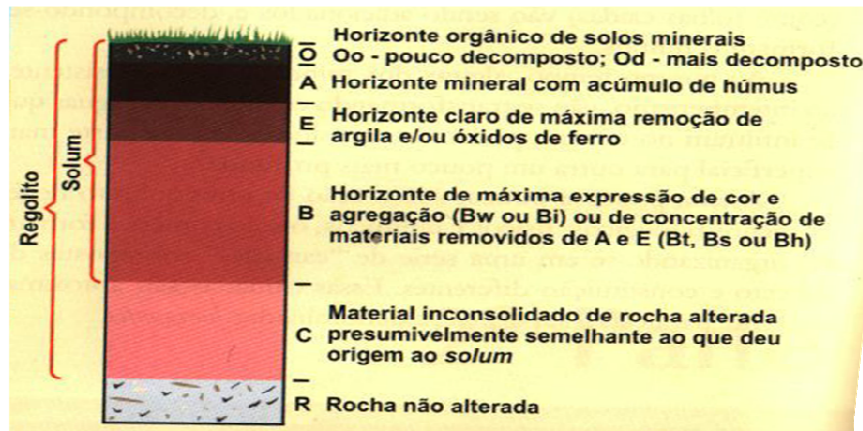 Regolito
Solum
O
Horizonte orgânico de solos minerais
Oo - pouco decomposto; Od - mais decomposto
A Horizonte mineral com acúmulo de húmus
E Horizonte claro de máxima remoção de
argila e/ou óxidos de ferro
Horizonte de máxima expressão de cor e
B agregação (Bw ou Bi) ou de concentração de
materiais removidos de A e E (Bt, Bs ou Bh)
Material inconsolidado de rocha alterada
C presumivelmente semelhante ao que deu
origem ao solum
R Rocha não alterada